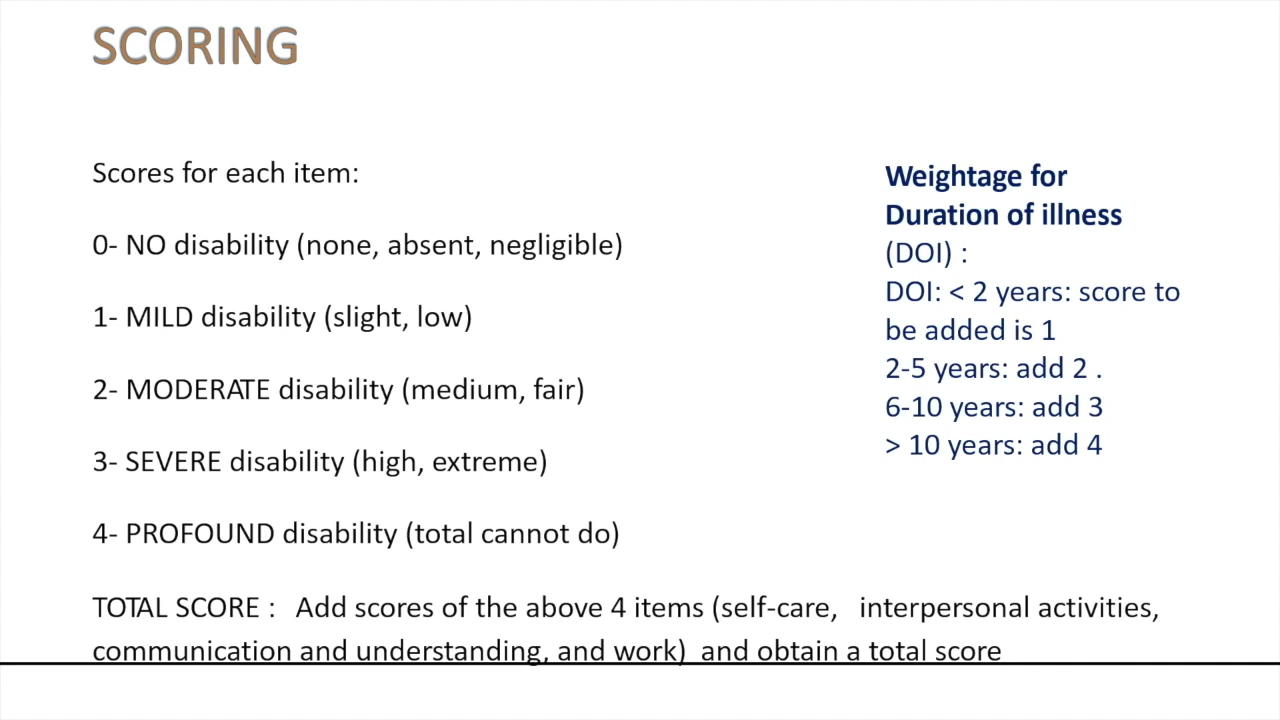 SCORING
Scores for each item:
0- NO disability (none, absent, negligible)
1- MILD disability (slight, low)
2- MODERATE disability (medium, fair)
3- SEVERE disability (high, extreme)
4- PROFOUND disability (total cannot do)
TOTAL SCORE : Add scores of the above 4 items (self-care, interpersonal activities,
communication and understanding, and work) and obtain a total score
Weightage for
Duration of illness
(DOI) :
DOI: < 2 years: score to
be added is 1
2-5 years: add 2 .
6-10 years: add 3
> 10 years: add 4